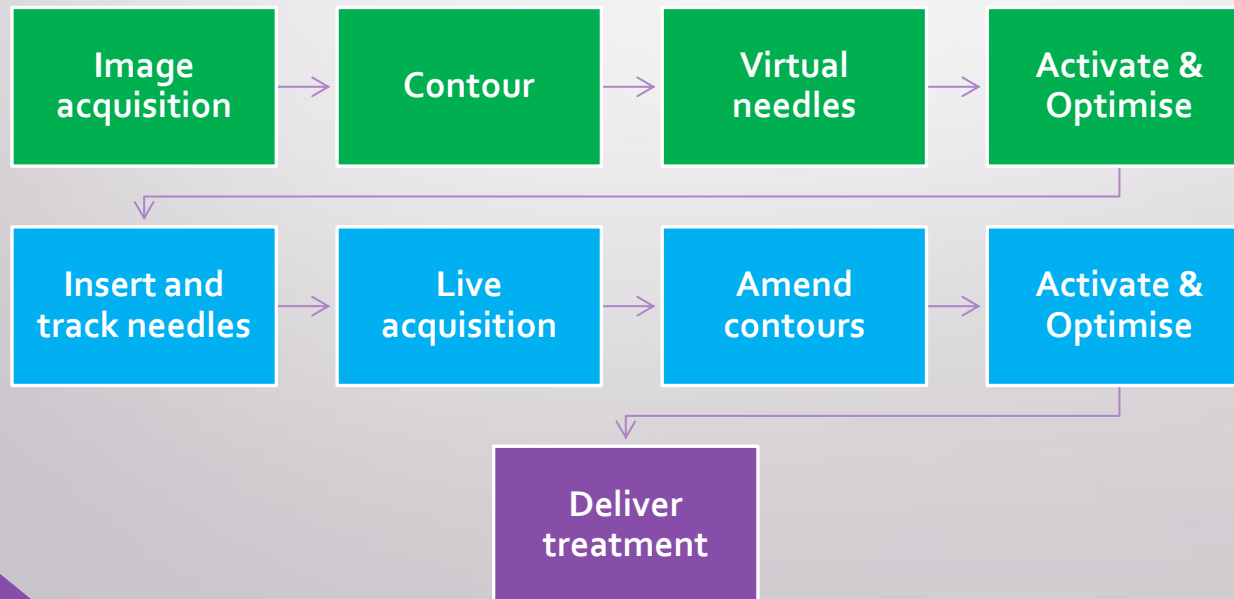 Image
acquisition
Contour
Virtual
needles
Activate &
Optimise
Insert and
track needles
Live
acquisition
Amend
contours
Activate &
Optimise
Deliver
treatment